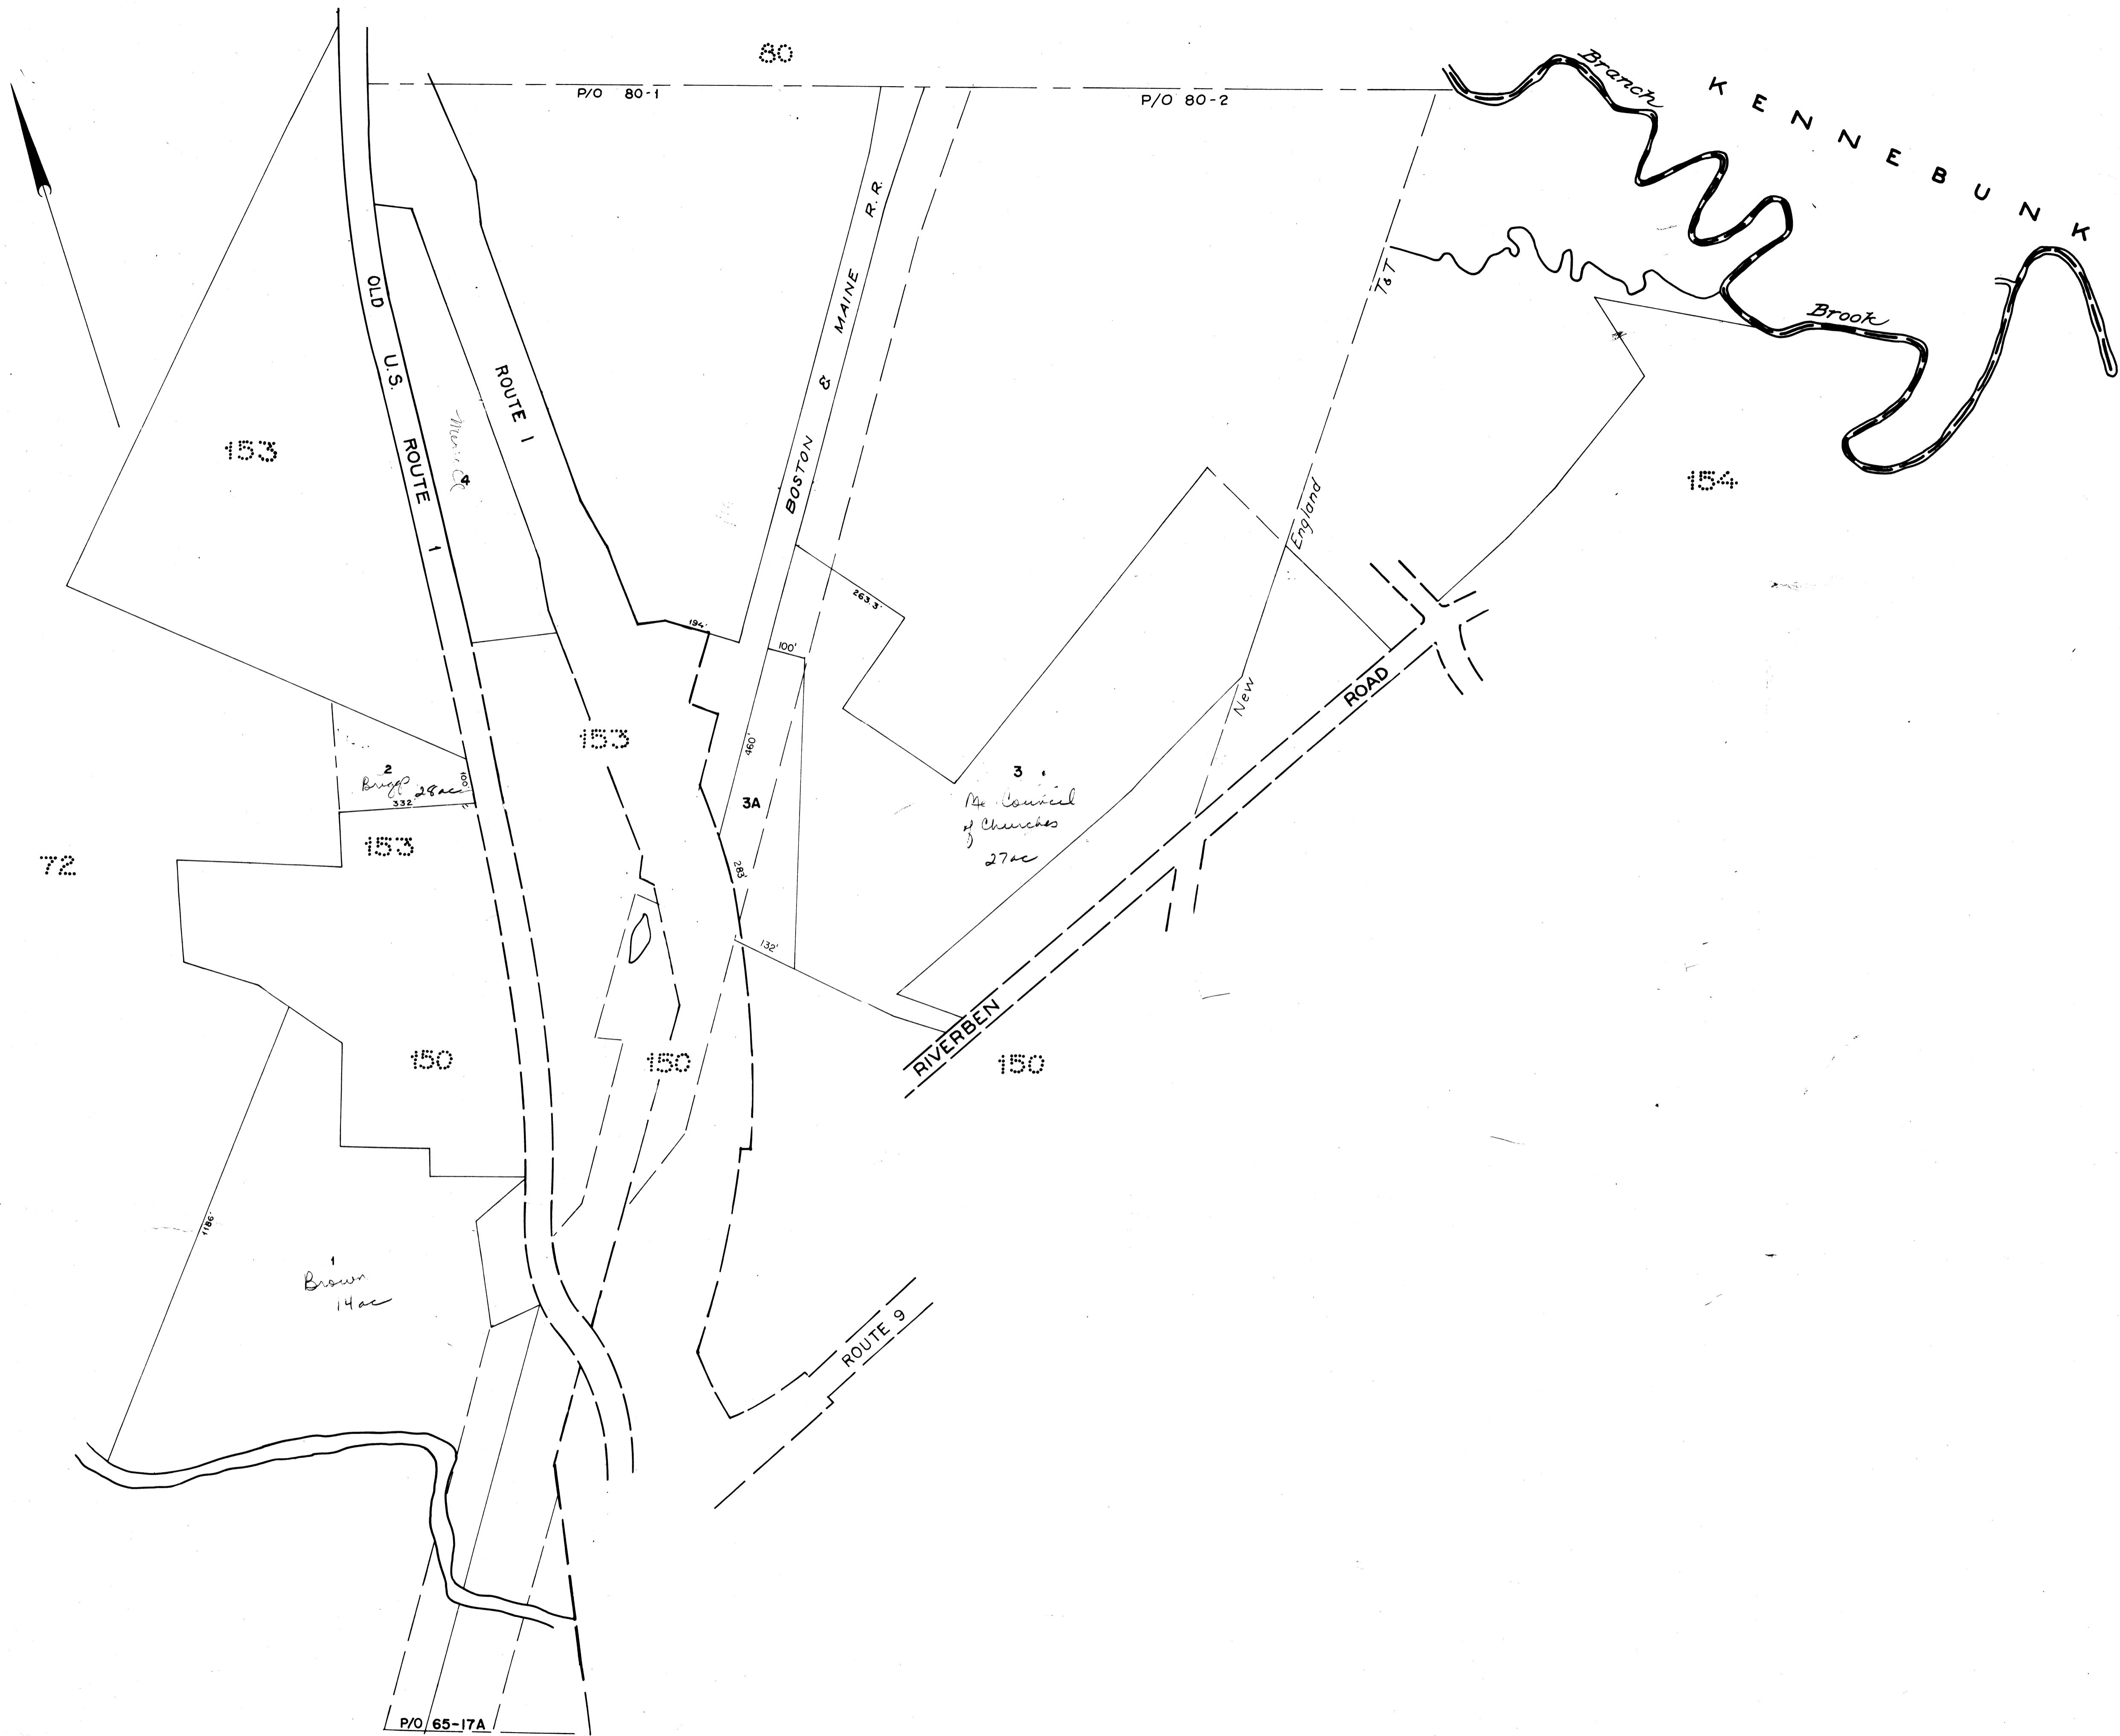 80
P/O 80-1
P/O 80-2
Branch
KENNEBUNK
Brook
OLD U.S. ROUTE 1
ROUTE 1
BOSTON & MAINE R.R.
New England T&T
153
4
154
263.3'
194'
100'
460'
283'
132'
3A
153
2
28ac
100'
332'
153
72
3
Me. Council
of Churches
27ac
RIVERBEN ROAD
150
150
150
1186'
1
Brown
14ac
ROUTE 9
P/O 65-17A